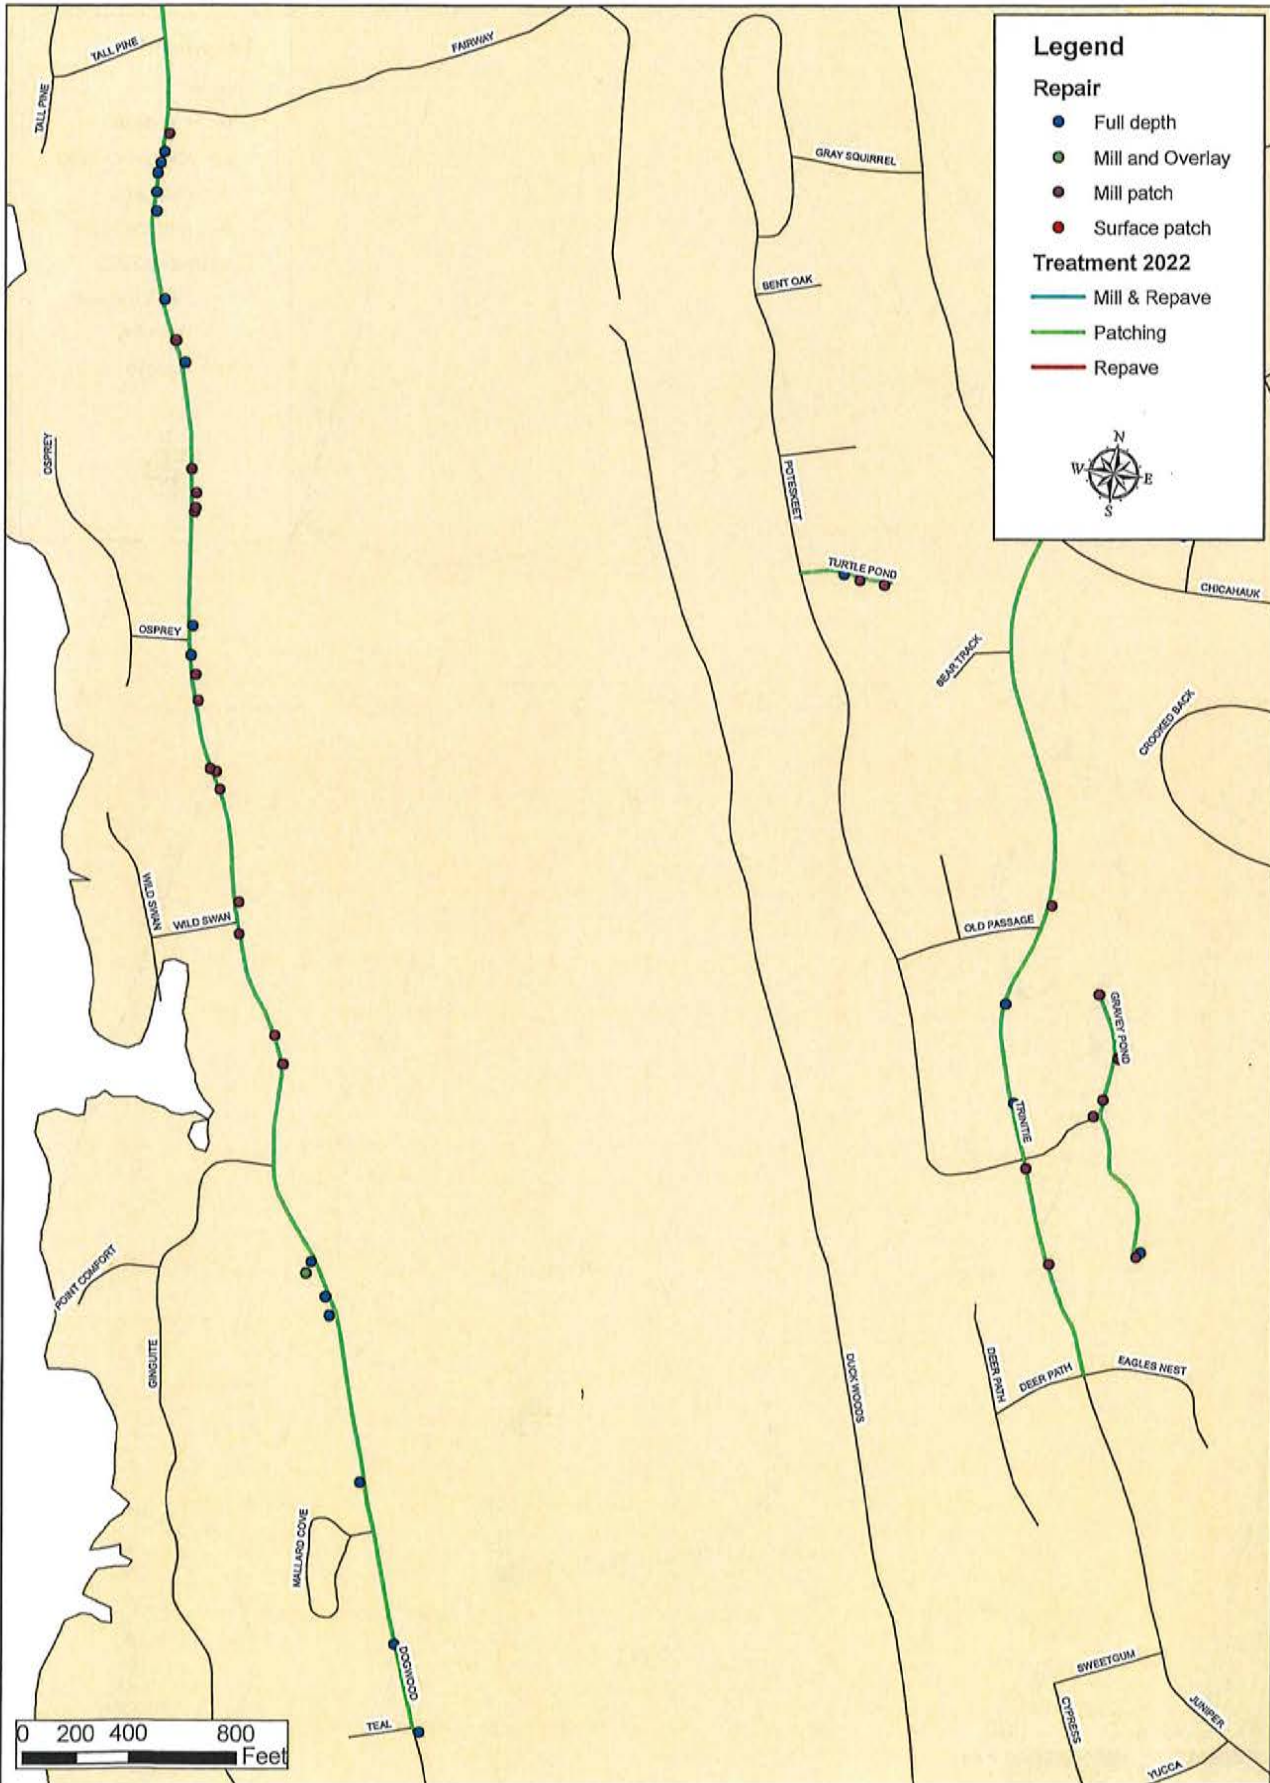 Legend
Repair
Full depth
Mill and Overlay
Mill patch
Surface patch
Treatment 2022
Mill & Repave
Patching
Repave
N
W
E
S
TALL PINE
FAIRWAY
TALL PINE
GRAY SQUIRREL
BENT OAK
OSPREY
POTESKEET
TURTLE POND
CHICAHAUK
OSPREY
BEAR TRACK
CROOKED BACK
WILD SWAN
WILD SWAN
OLD PASSAGE
GRAVEY POND
TRINITIE
POINT COMFORT
GINGUITE
DUCK WOODS
DEER PATH
DEER PATH
EAGLES NEST
MALLARD COVE
DOGWOOD
SWEETGUM
CYPRESS
JUNIPER
TEAL
YUCCA
0 200 400 800
Feet